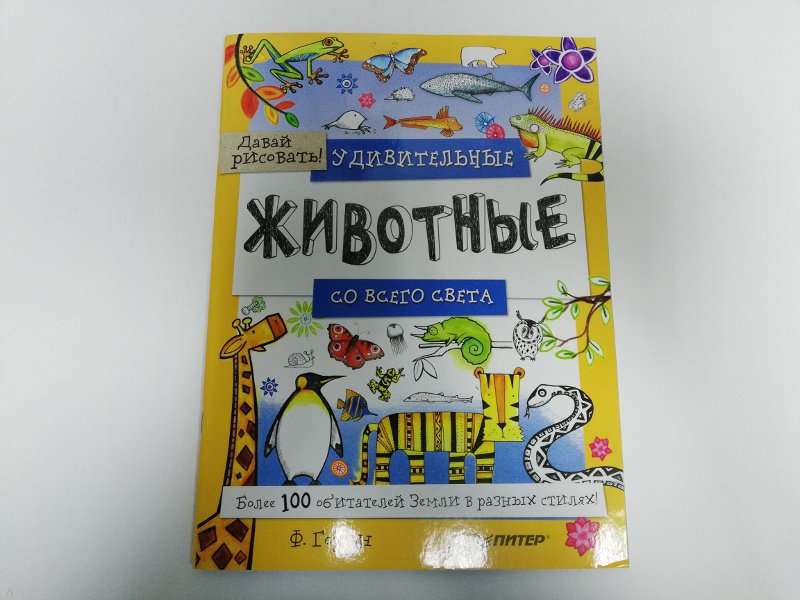 Давай
рисовать!
УДИВИТЕЛЬНЫЕ
ЖИВОТНЫЕ
СО ВСЕГО СВЕТА
Более 100 обитателей Земли в разных стилях!
Ф.
ПИТЕР®